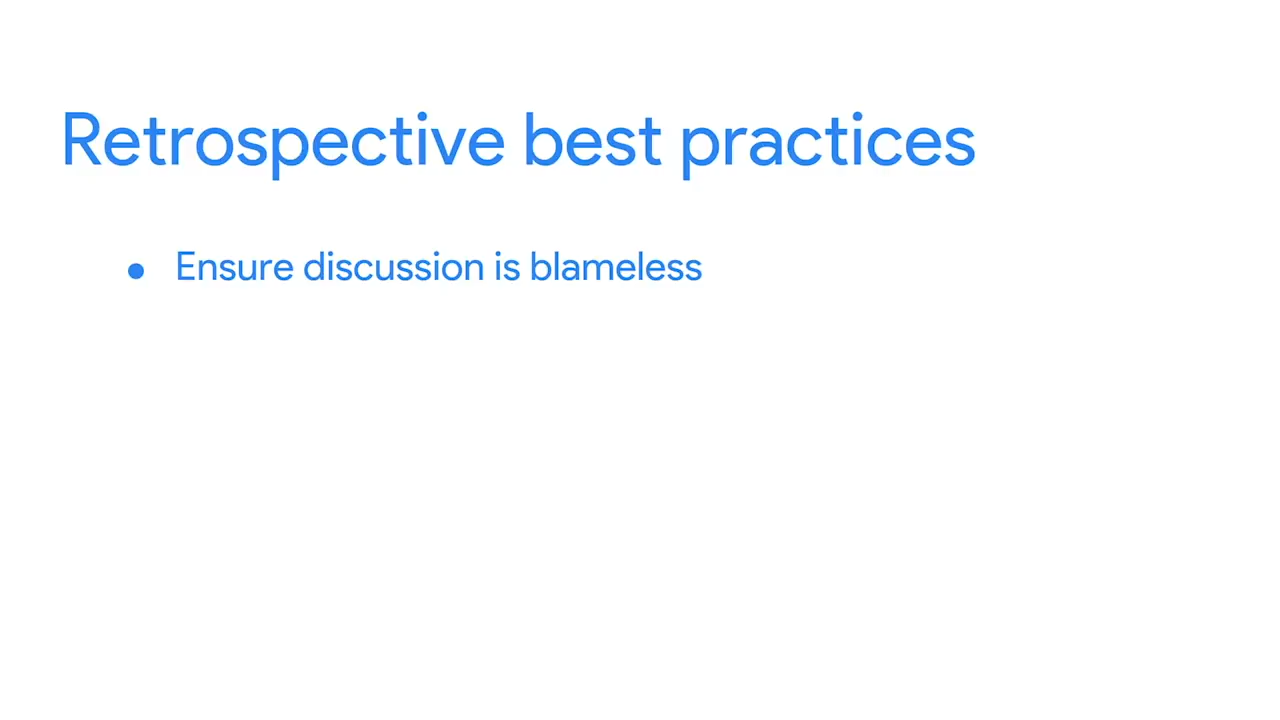 Retrospective best practices
● Ensure discussion is blameless